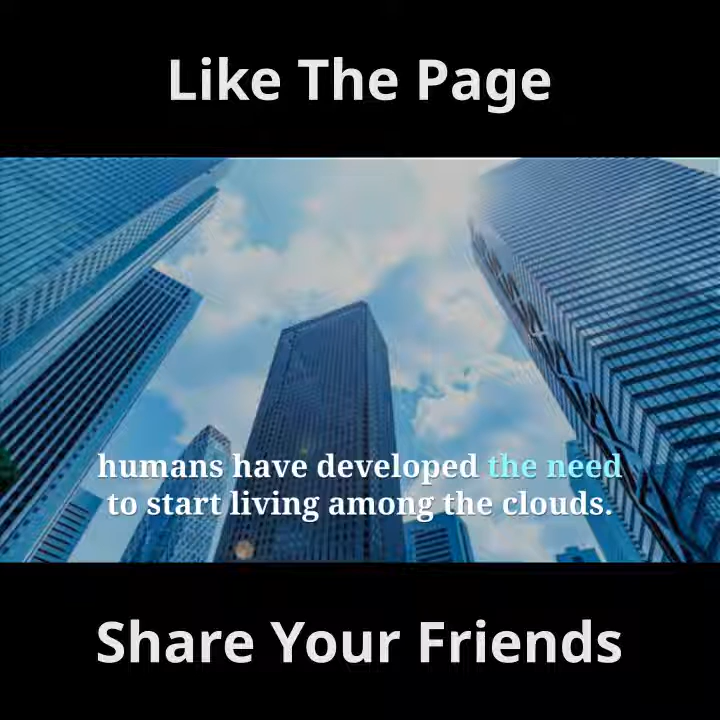 Like The Page
humans have developed the need
to start living among the clouds.
Share Your Friends